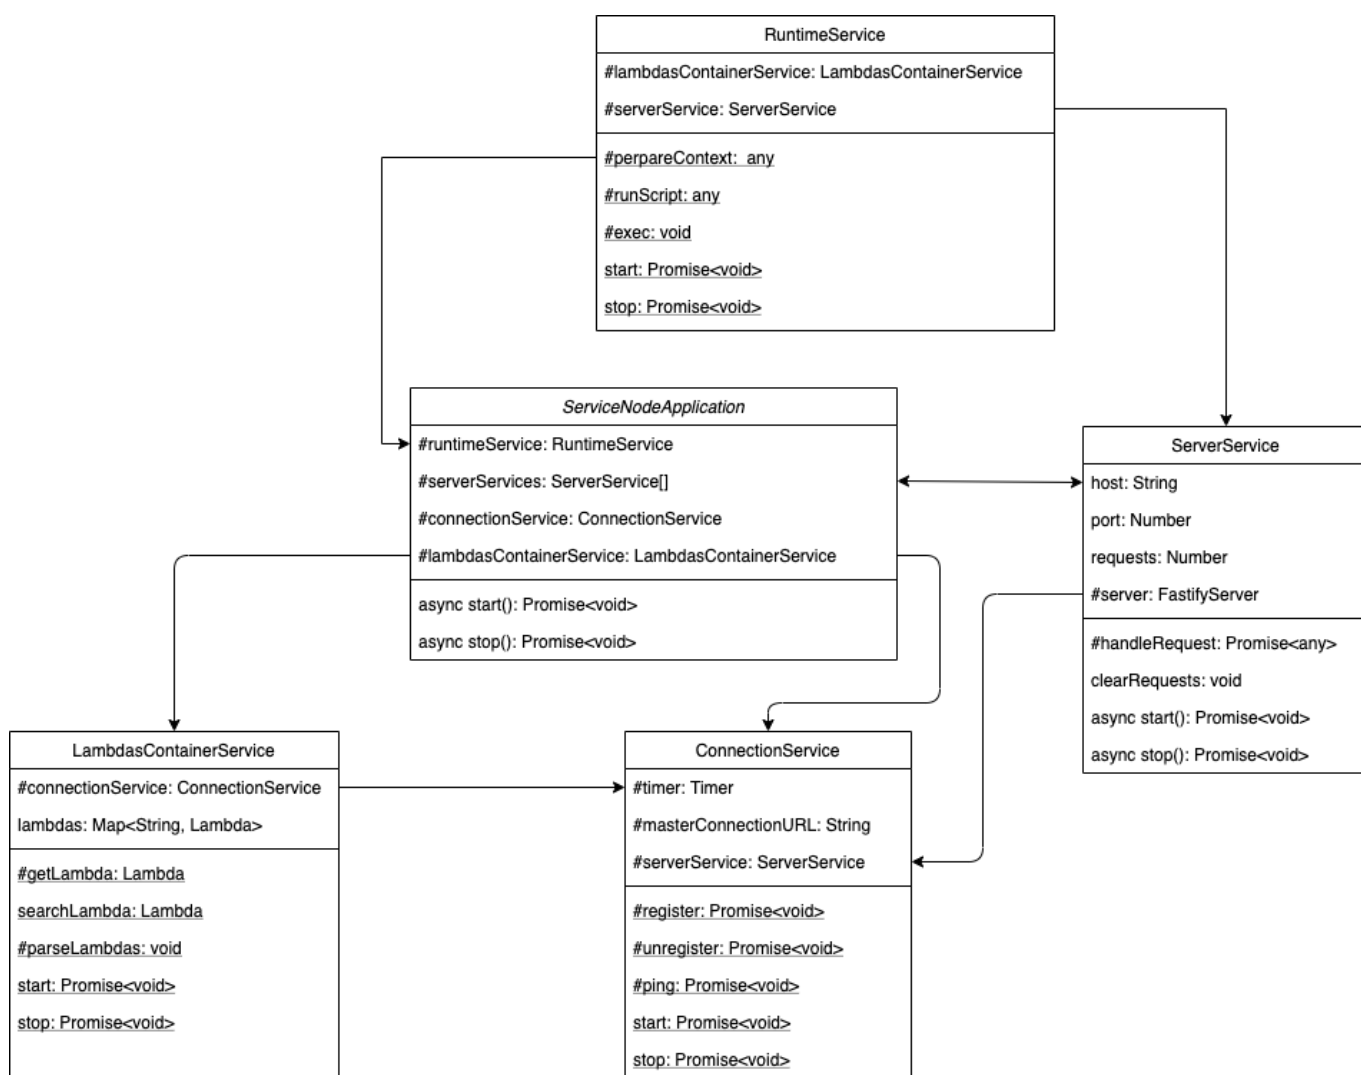 RuntimeService
#lambdasContainerService: LambdasContainerService
#serverService: ServerService
#perpareContext:  any
#runScript: any
#exec: void
start: Promise<void>
stop: Promise<void>
ServiceNodeApplication
#runtimeService: RuntimeService
#serverServices: ServerService[]
#connectionService: ConnectionService
#lambdasContainerService: LambdasContainerService
async start(): Promise<void>
async stop(): Promise<void>
ServerService
host: String
port: Number
requests: Number
#server: FastifyServer
#handleRequest: Promise<any>
clearRequests: void
async start(): Promise<void>
async stop(): Promise<void>
LambdasContainerService
#connectionService: ConnectionService
lambdas: Map<String, Lambda>
#getLambda: Lambda
searchLambda: Lambda
#parseLambdas: void
start: Promise<void>
stop: Promise<void>
ConnectionService
#timer: Timer
#masterConnectionURL: String
#serverService: ServerService
#register: Promise<void>
#unregister: Promise<void>
#ping: Promise<void>
start: Promise<void>
stop: Promise<void>